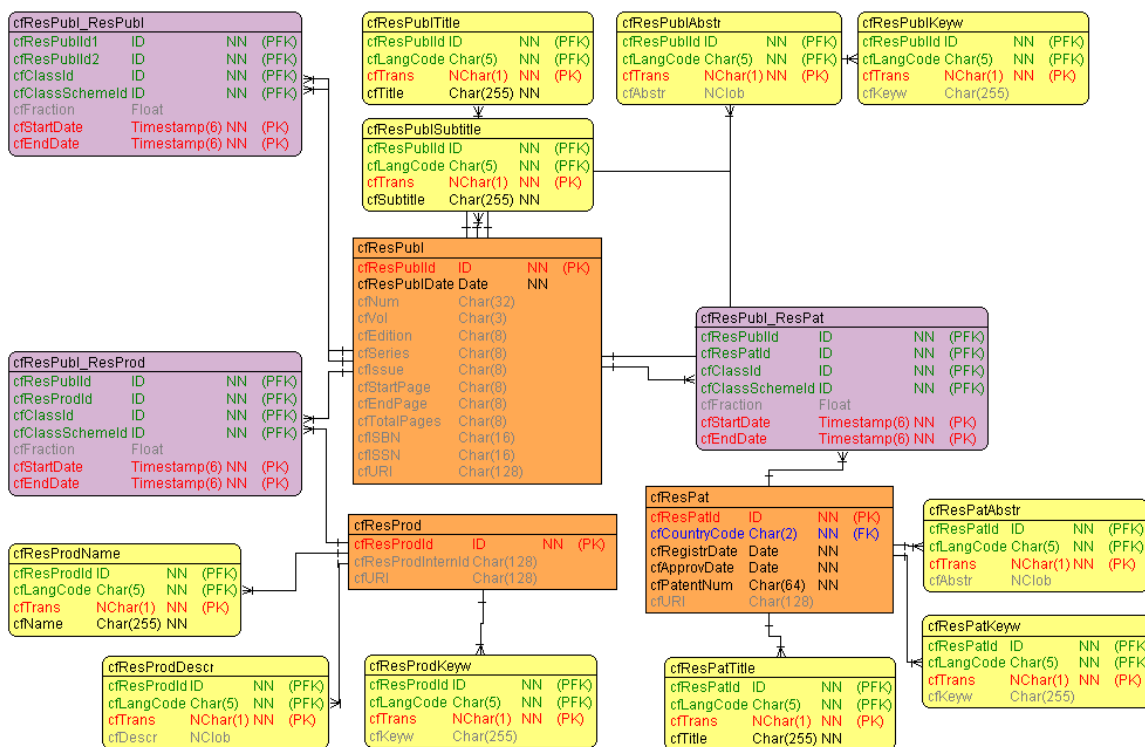 cfResPubl_ResPubl
cfResPublId1 ID NN (PFK)
cfResPublId2 ID NN (PFK)
cfClassId ID NN (PFK)
cfClassSchemeId ID NN (PFK)
cfFraction Float
cfStartDate Timestamp(6) NN (PK)
cfEndDate Timestamp(6) NN (PK)
cfResPublTitle
cfResPublId ID NN (PFK)
cfLangCode Char(5) NN (PFK)
cfTrans NChar(1) NN (PK)
cfTitle Char(255) NN
cfResPublAbstr
cfResPublId ID NN (PFK)
cfLangCode Char(5) NN (PFK)
cfTrans NChar(1) NN (PK)
cfAbstr NClob
cfResPublKeyw
cfResPublId ID NN (PFK)
cfLangCode Char(5) NN (PFK)
cfTrans NChar(1) NN (PK)
cfKeyw Char(255)
cfResPublSubtitle
cfResPublId ID NN (PFK)
cfLangCode Char(5) NN (PFK)
cfTrans NChar(1) NN (PK)
cfSubtitle Char(255) NN
cfResPubl
cfResPublId ID NN (PK)
cfResPublDate Date NN
cfNum Char(32)
cfVol Char(3)
cfEdition Char(8)
cfSeries Char(8)
cfIssue Char(8)
cfStartPage Char(8)
cfEndPage Char(8)
cfTotalPages Char(8)
cfISBN Char(16)
cfISSN Char(16)
cfURI Char(128)
cfResPubl_ResPat
cfResPublId ID NN (PFK)
cfResPatId ID NN (PFK)
cfClassId ID NN (PFK)
cfClassSchemeId ID NN (PFK)
cfFraction Float
cfStartDate Timestamp(6) NN (PK)
cfEndDate Timestamp(6) NN (PK)
cfResPubl_ResProd
cfResPublId ID NN (PFK)
cfResProdId ID NN (PFK)
cfClassId ID NN (PFK)
cfClassSchemeId ID NN (PFK)
cfFraction Float
cfStartDate Timestamp(6) NN (PK)
cfEndDate Timestamp(6) NN (PK)
cfResPat
cfResPatId ID NN (PK)
cfCountryCode Char(2) NN (FK)
cfRegistrDate Date NN
cfApprovDate Date NN
cfPatentNum Char(64) NN
cfURI Char(128)
cfResPatAbstr
cfResPatId ID NN (PFK)
cfLangCode Char(5) NN (PFK)
cfTrans NChar(1) NN (PK)
cfAbstr NClob
cfResProd
cfResProdId ID NN (PK)
cfResProdInternId Char(128)
cfURI Char(128)
cfResProdName
cfResProdId ID NN (PFK)
cfLangCode Char(5) NN (PFK)
cfTrans NChar(1) NN (PK)
cfName Char(255) NN
cfResPatKeyw
cfResPatId ID NN (PFK)
cfLangCode Char(5) NN (PFK)
cfTrans NChar(1) NN (PK)
cfKeyw Char(255)
cfResProdDescr
cfResProdId ID NN (PFK)
cfLangCode Char(5) NN (PFK)
cfTrans NChar(1) NN (PK)
cfDescr NClob
cfResProdKeyw
cfResProdId ID NN (PFK)
cfLangCode Char(5) NN (PFK)
cfTrans NChar(1) NN (PK)
cfKeyw Char(255)
cfResPatTitle
cfResPatId ID NN (PFK)
cfLangCode Char(5) NN (PFK)
cfTrans NChar(1) NN (PK)
cfTitle Char(255) NN